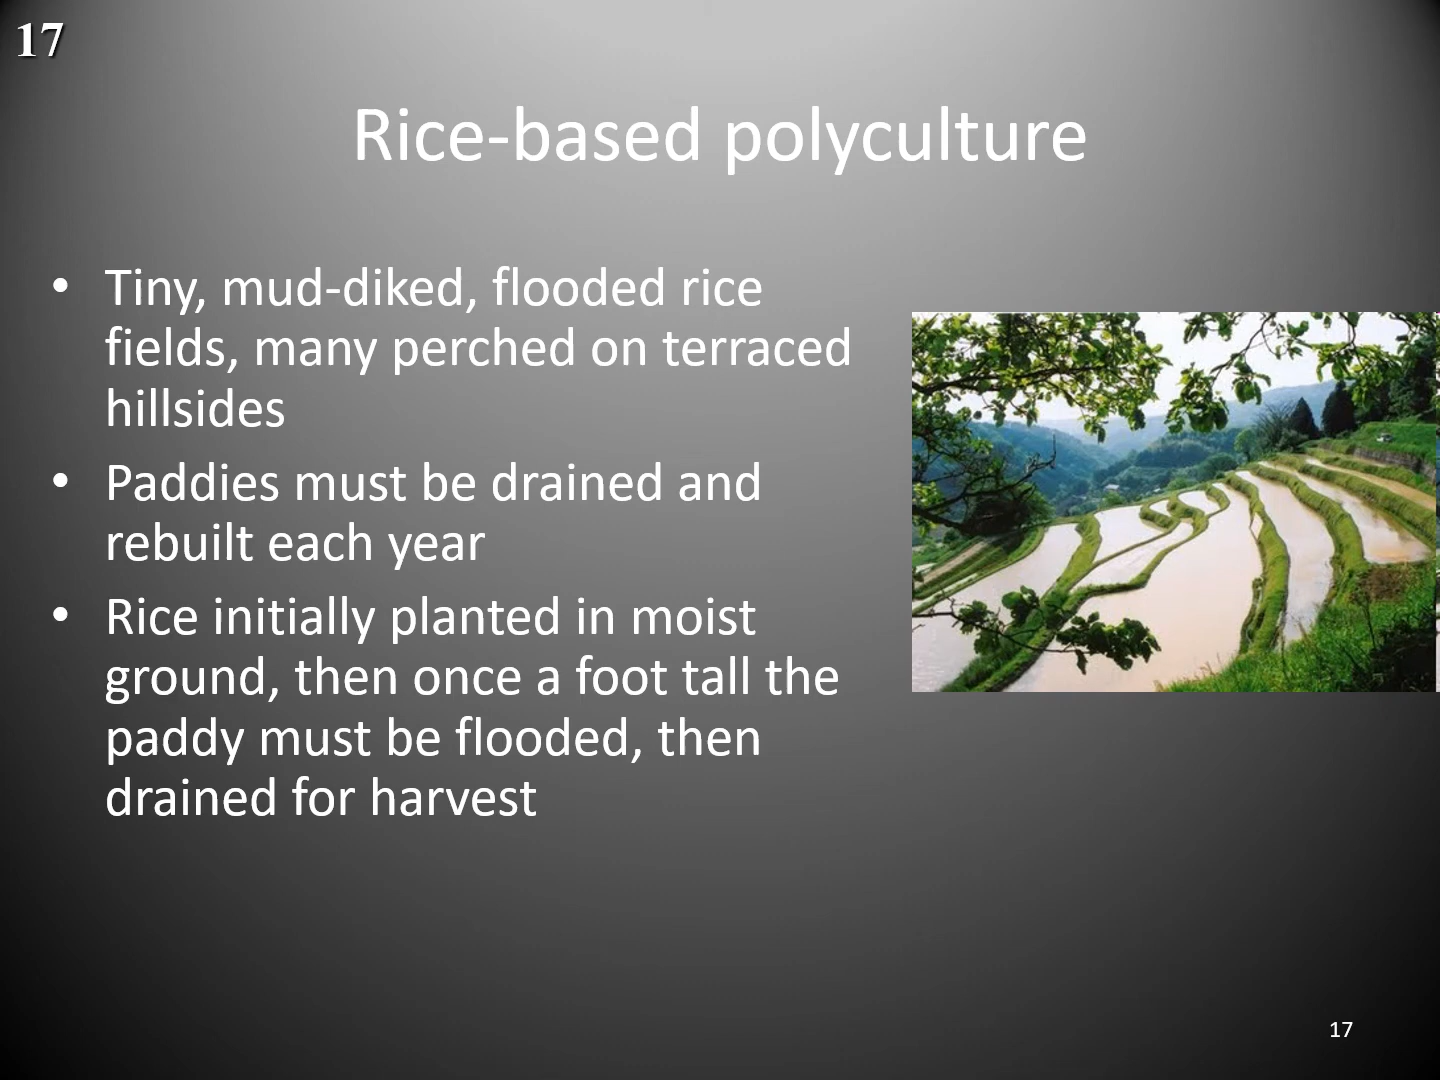 17
Rice-based polyculture
• Tiny, mud-diked, flooded rice
fields, many perched on terraced
hillsides
• Paddies must be drained and
rebuilt each year
• Rice initially planted in moist
ground, then once a foot tall the
paddy must be flooded, then
drained for harvest
17